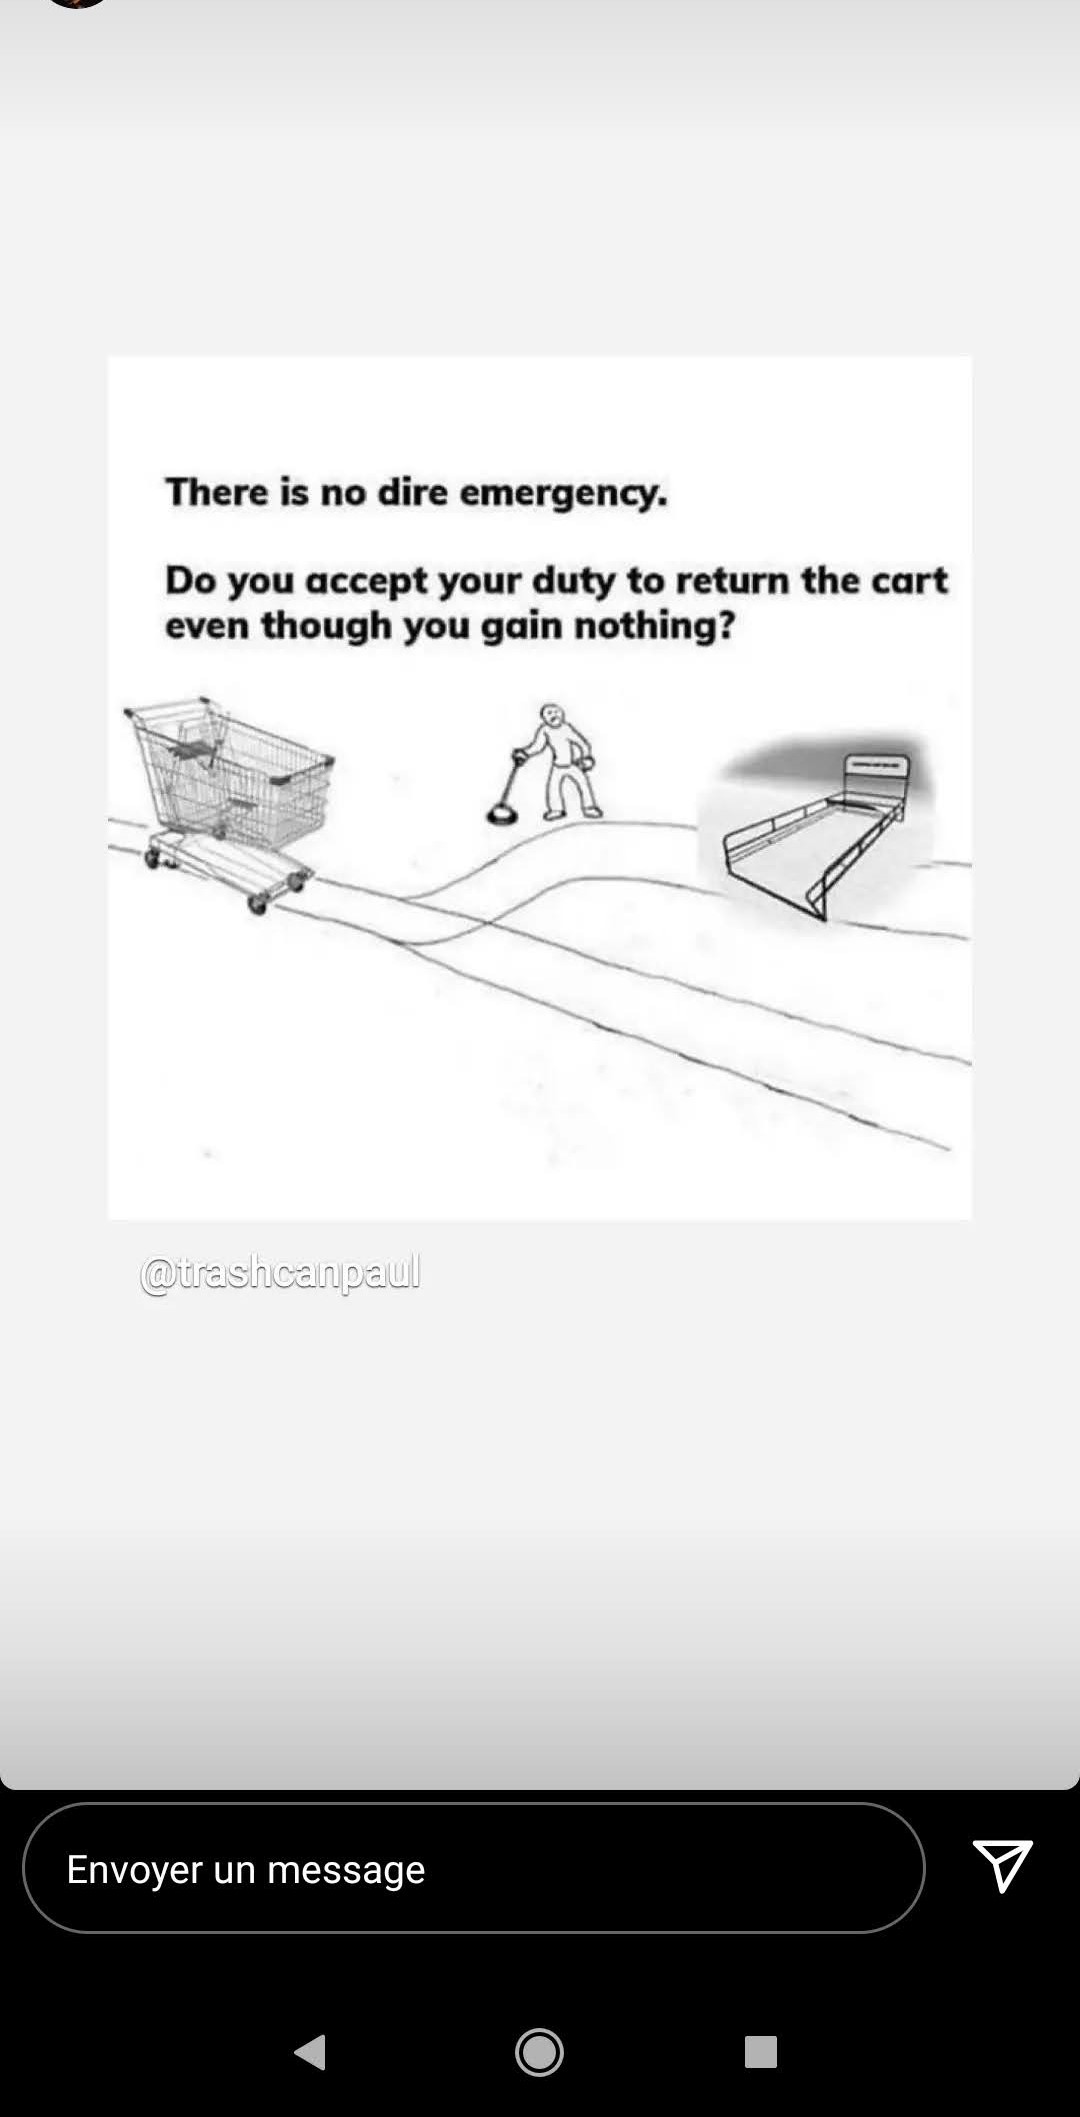 There is no dire emergency.
Do you accept your duty to return the cart
even though you gain nothing?
@trashcanpaul
Envoyer un message